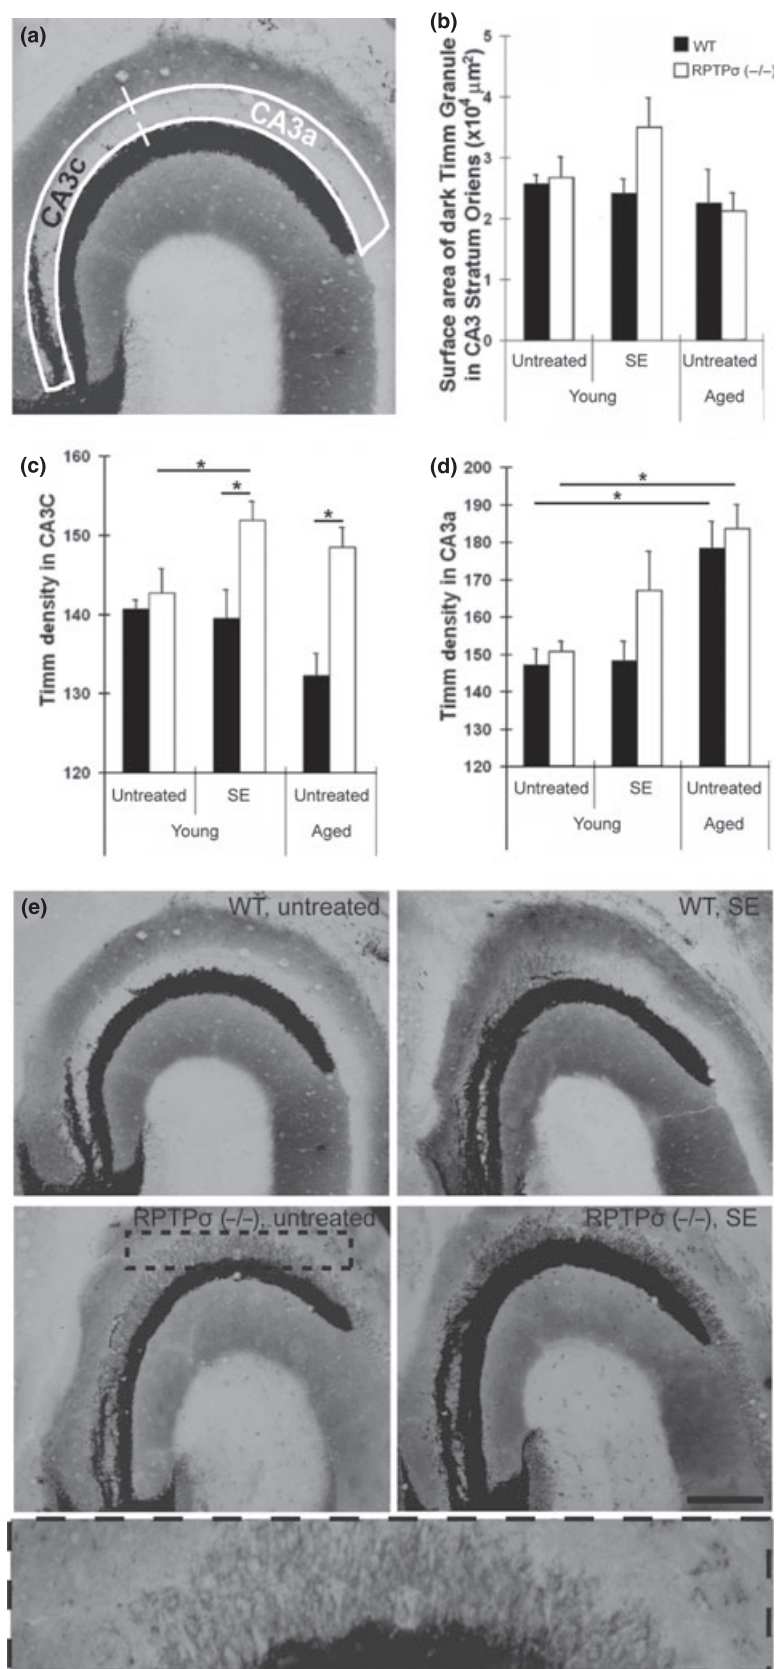 (a)
CA3c
CA3a
(b)
Surface area of dark Timm Granule
in CA3 Stratum Oriens (x10⁴ μm²)
5
4
3
2
1
0
WT
RPTPσ (–/–)
Untreated
SE
Untreated
Young
Aged
(c)
Timm density in CA3C
160
150
140
130
120
*
*
*
Untreated
SE
Untreated
Young
Aged
(d)
Timm density in CA3a
200
190
180
170
160
150
140
130
120
*
*
Untreated
SE
Untreated
Young
Aged
(e)
WT, untreated
WT, SE
RPTPσ (–/–), untreated
RPTPσ (–/–), SE